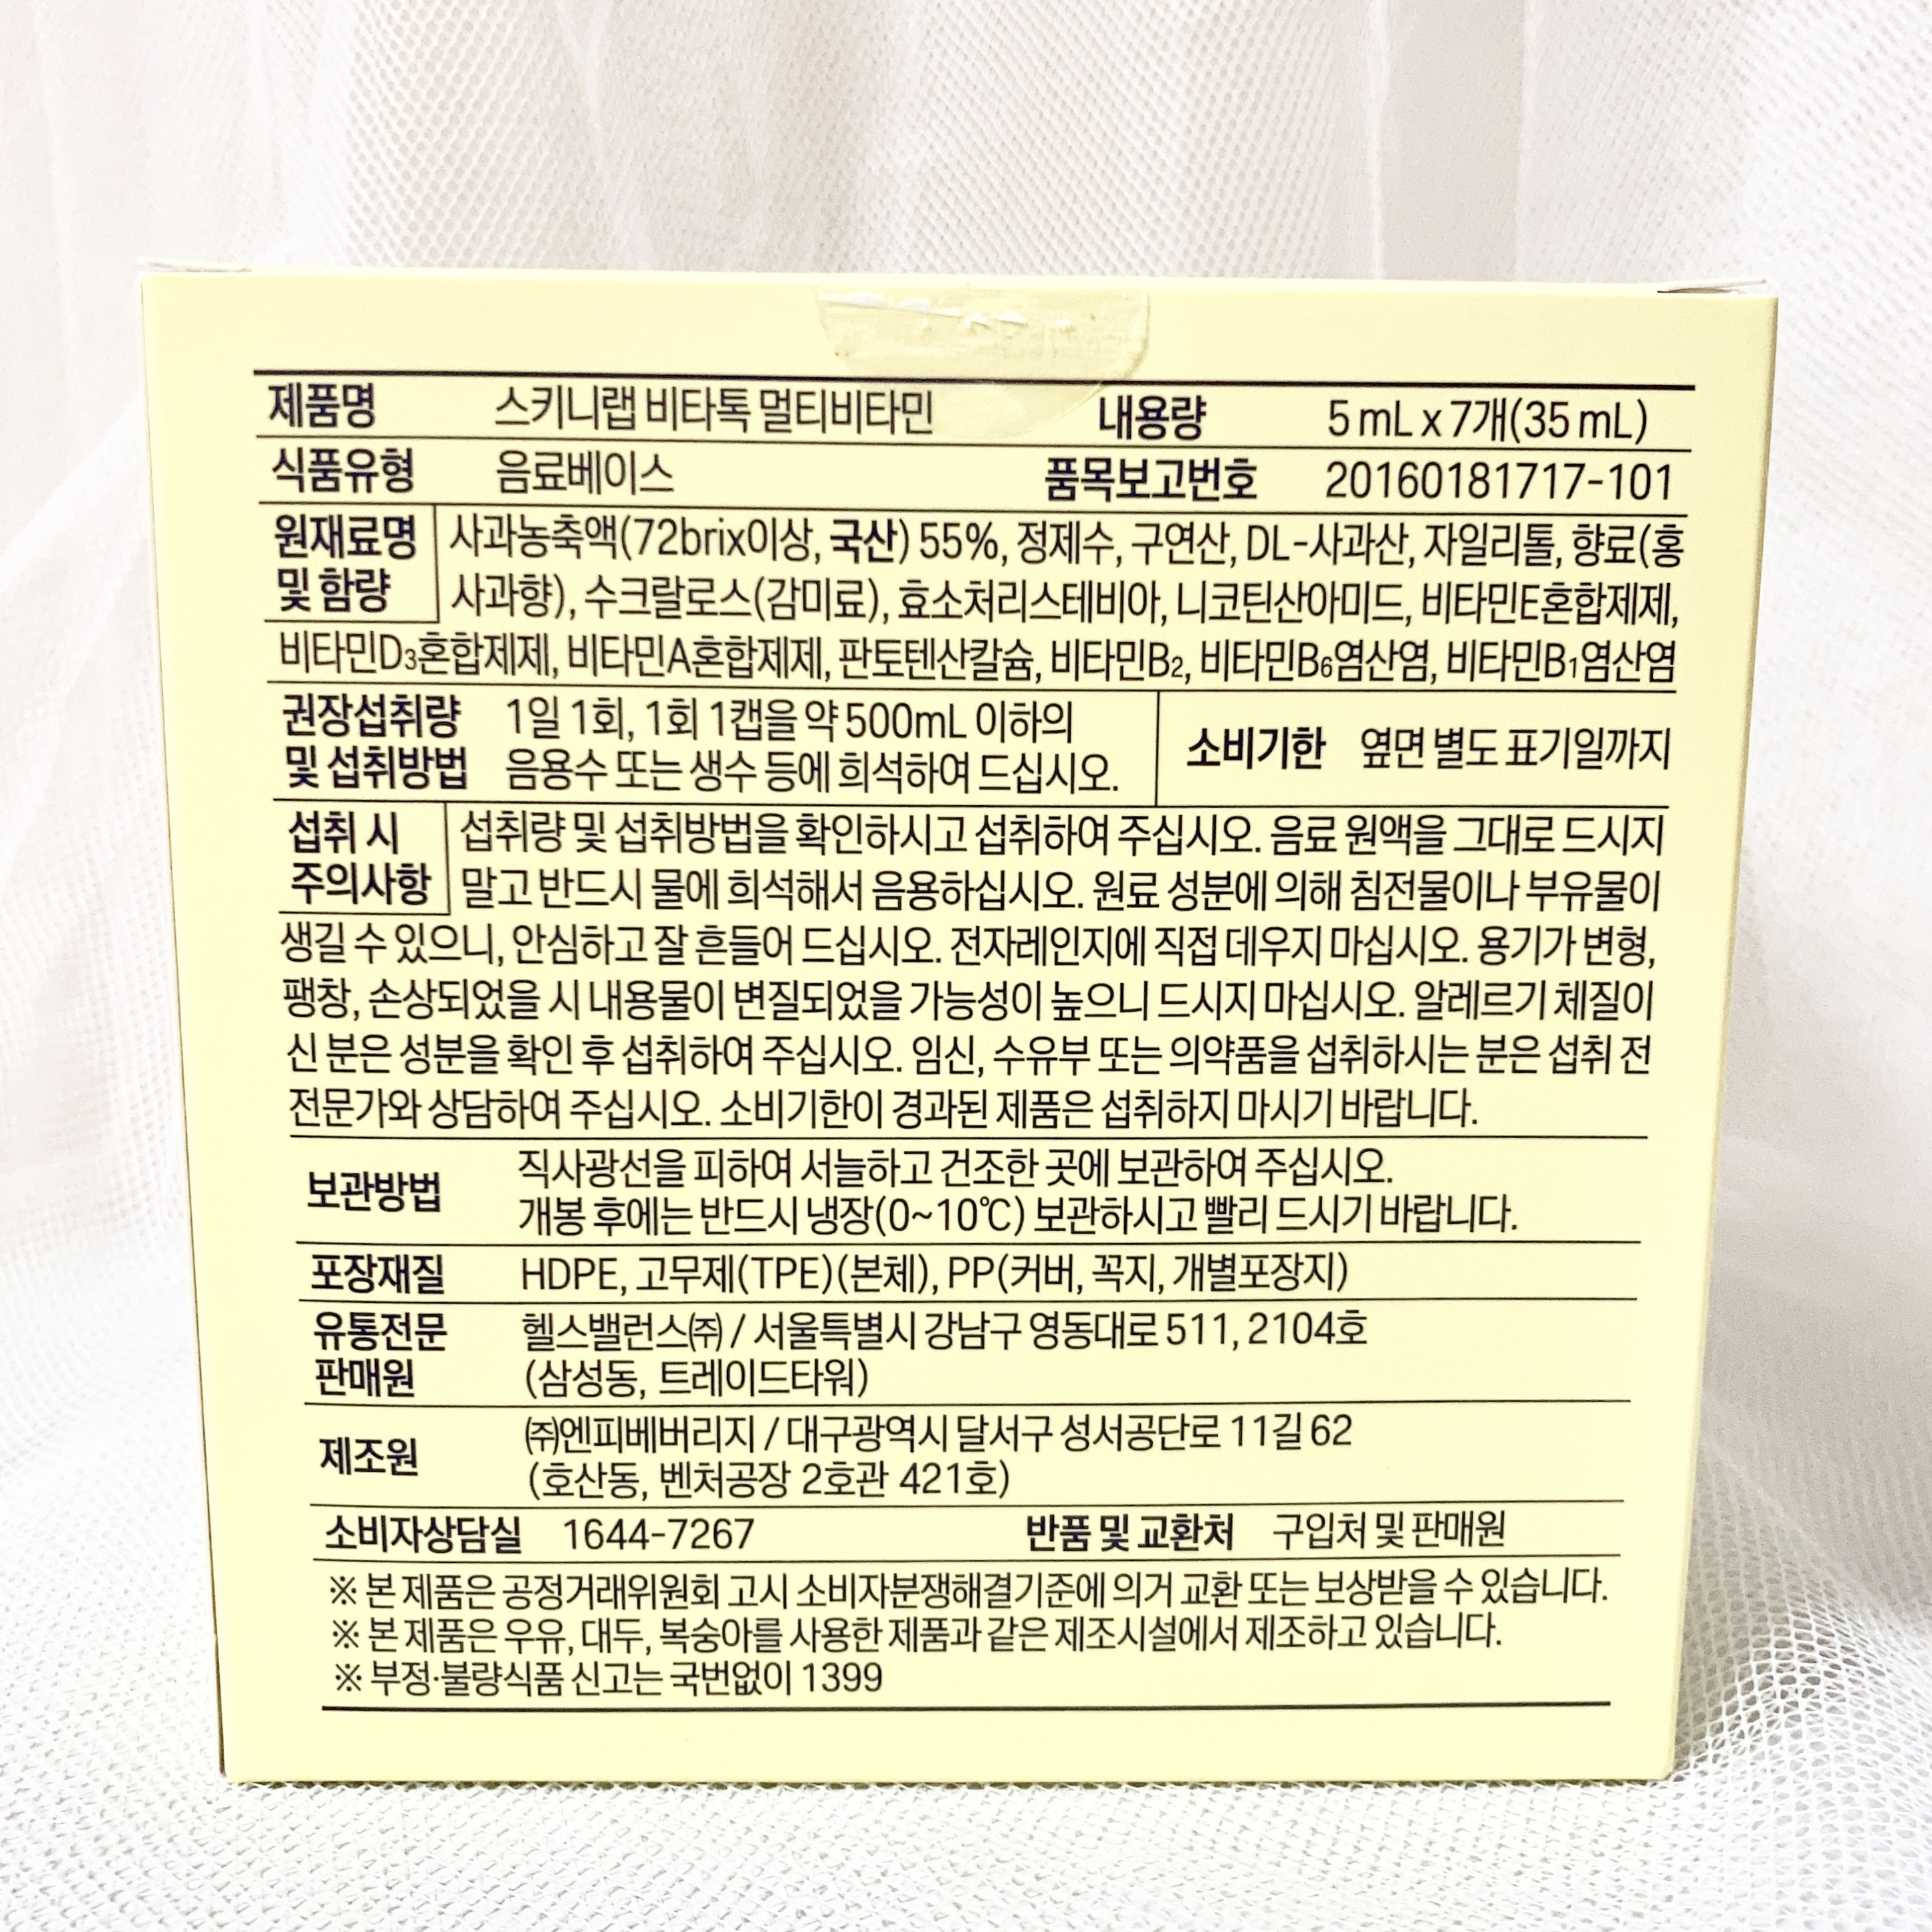 제품명 스키니랩 비타톡 멀티비타민 내용량 5 mL x 7개(35 mL)
식품유형 음료베이스 품목보고번호 20160181717-101
원재료명 사과농축액(72brix이상, 국산) 55%, 정제수, 구연산, DL-사과산, 자일리톨, 향료(홍
및 함량 사과향), 수크랄로스(감미료), 효소처리스테비아, 니코틴산아미드, 비타민E혼합제제,
비타민D3혼합제제, 비타민A혼합제제, 판토텐산칼슘, 비타민B2, 비타민B6염산염, 비타민B1염산염
권장섭취량 1일 1회, 1회 1캡을 약 500mL 이하의
및 섭취방법 음용수 또는 생수 등에 희석하여 드십시오.
소비기한 옆면 별도 표기일까지
섭취 시 섭취량 및 섭취방법을 확인하시고 섭취하여 주십시오. 음료 원액을 그대로 드시지
주의사항 말고 반드시 물에 희석해서 음용하십시오. 원료 성분에 의해 침전물이나 부유물이
생길 수 있으니, 안심하고 잘 흔들어 드십시오. 전자레인지에 직접 데우지 마십시오. 용기가 변형,
팽창, 손상되었을 시 내용물이 변질되었을 가능성이 높으니 드시지 마십시오. 알레르기 체질이
신 분은 성분을 확인 후 섭취하여 주십시오. 임신, 수유부 또는 의약품을 섭취하시는 분은 섭취 전
전문가와 상담하여 주십시오. 소비기한이 경과된 제품은 섭취하지 마시기 바랍니다.
보관방법 직사광선을 피하여 서늘하고 건조한 곳에 보관하여 주십시오.
개봉 후에는 반드시 냉장(0~10℃) 보관하시고 빨리 드시기 바랍니다.
포장재질 HDPE, 고무제(TPE)(본체), PP(커버, 꼭지, 개별포장지)
유통전문 헬스밸런스㈜ / 서울특별시 강남구 영동대로 511, 2104호
판매원 (삼성동, 트레이드타워)
제조원 ㈜엔피베버리지 / 대구광역시 달서구 성서공단로 11길 62
(호산동, 벤처공장 2호관 421호)
소비자상담실 1644-7267 반품 및 교환처 구입처 및 판매원
※ 본 제품은 공정거래위원회 고시 소비자분쟁해결기준에 의거 교환 또는 보상받을 수 있습니다.
※ 본 제품은 우유, 대두, 복숭아를 사용한 제품과 같은 제조시설에서 제조하고 있습니다.
※ 부정·불량식품 신고는 국번없이 1399